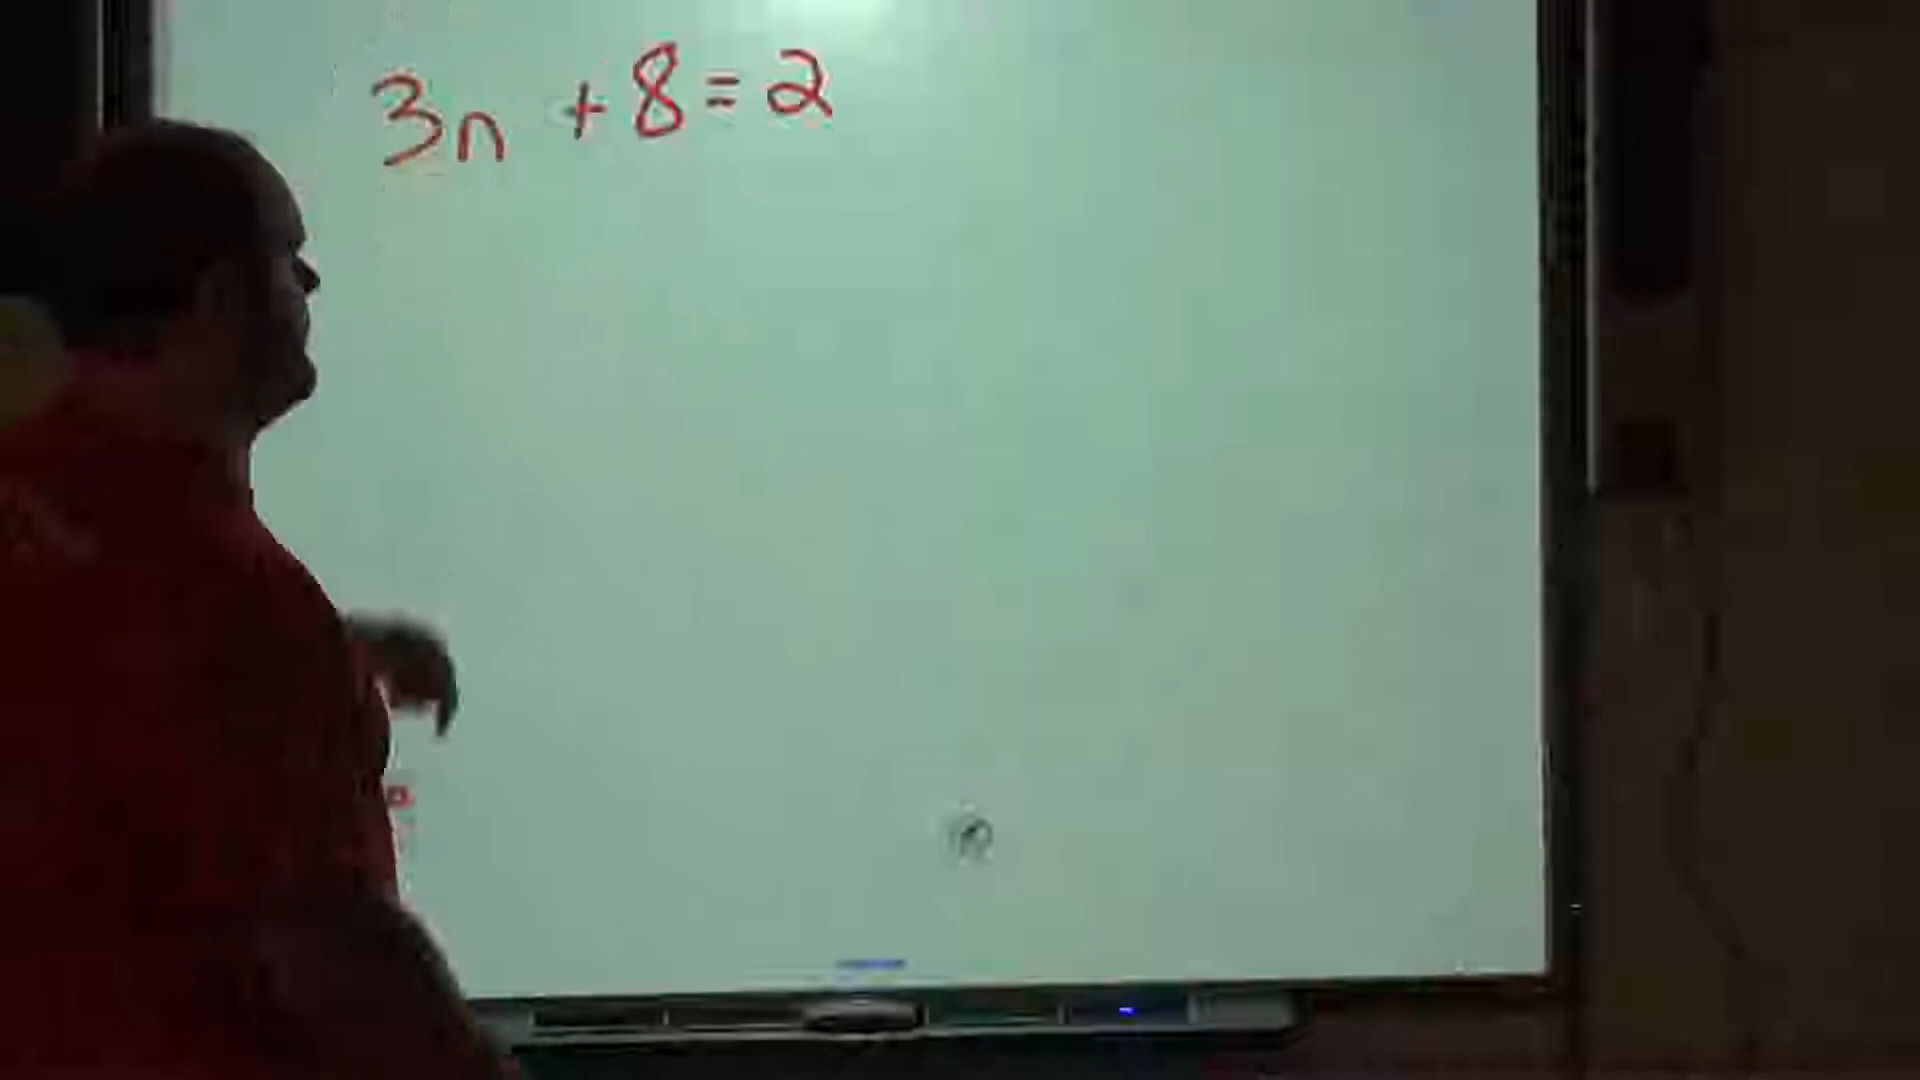 3n + 8 = 2